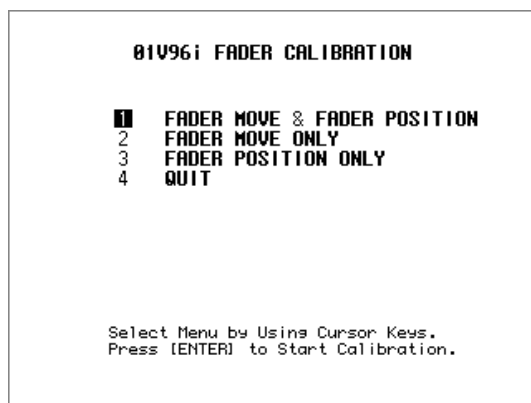 01V96i FADER CALIBRATION
1 FADER MOVE & FADER POSITION
2 FADER MOVE ONLY
3 FADER POSITION ONLY
4 QUIT
Select Menu by Using Cursor Keys.
Press [ENTER] to Start Calibration.